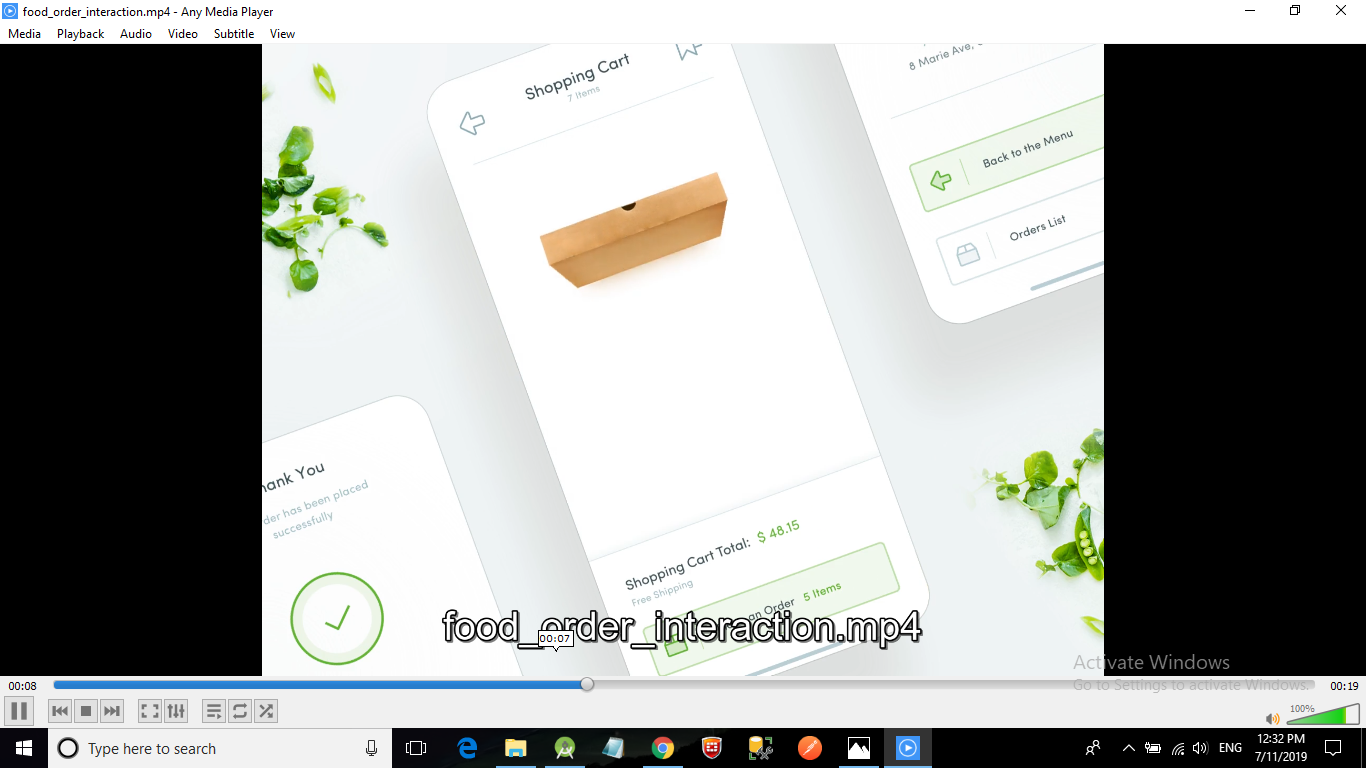 food_order_interaction.mp4 - Any Media Player
Media Playback Audio Video Subtitle View
Shopping Cart
7 Items
8 Marie Ave,
Back to the Menu
Orders List
ank You
der has been placed
successfully
Shopping Cart Total: $ 48.15
Free Shipping
an Order 5 Items
food_order_interaction.mp4
00:07
Activate Windows
Go to Settings to activate Windows.
00:08
00:19
100%
Type here to search
ENG
12:32 PM
7/11/2019